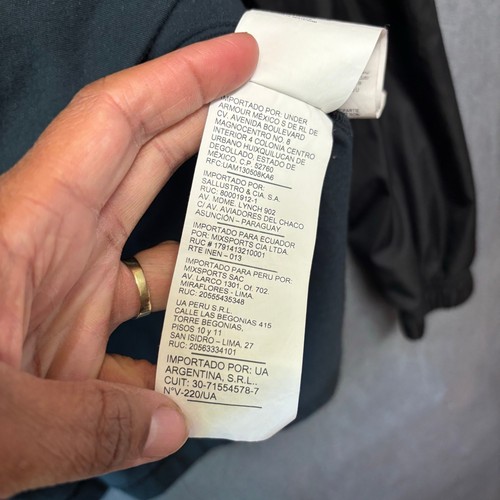 IMPORTADO POR: UNDER
ARMOUR MÉXICO S DE RL DE
CV. AVENIDA BOULEVARD
MAGNOCENTRO NO. 8
INTERIOR 4 COLONIA CENTRO
URBANO HUIXQUILUCAN DE
DEGOLLADO, ESTADO DE
MÉXICO, C.P. 52760
RFC:UAM130508KA6
IMPORTADO POR:
SALLUSTRO & CIA. S.A.
RUC: 80001912-1
AV. MDME. LYNCH 902
C/ AV. AVIADORES DEL CHACO
ASUNCIÓN – PARAGUAY
IMPORTADO PARA ECUADOR
POR: MIXSPORTS CIA LTDA.
RUC # 1791413210001
RTE INEN – 013
IMPORTADO PARA PERU POR:
MIXSPORTS SAC
AV. LARCO 1301, Of. 702
MIRAFLORES - LIMA
RUC: 20555435348
UA PERU S.R.L.
CALLE LAS BEGONIAS 415
TORRE BEGONIAS,
PISOS 10 y 11
SAN ISIDRO – LIMA, 27
RUC: 20563334101
IMPORTADO POR: UA
ARGENTINA, S.R.L..
CUIT: 30-71554578-7
N°V-220/UA